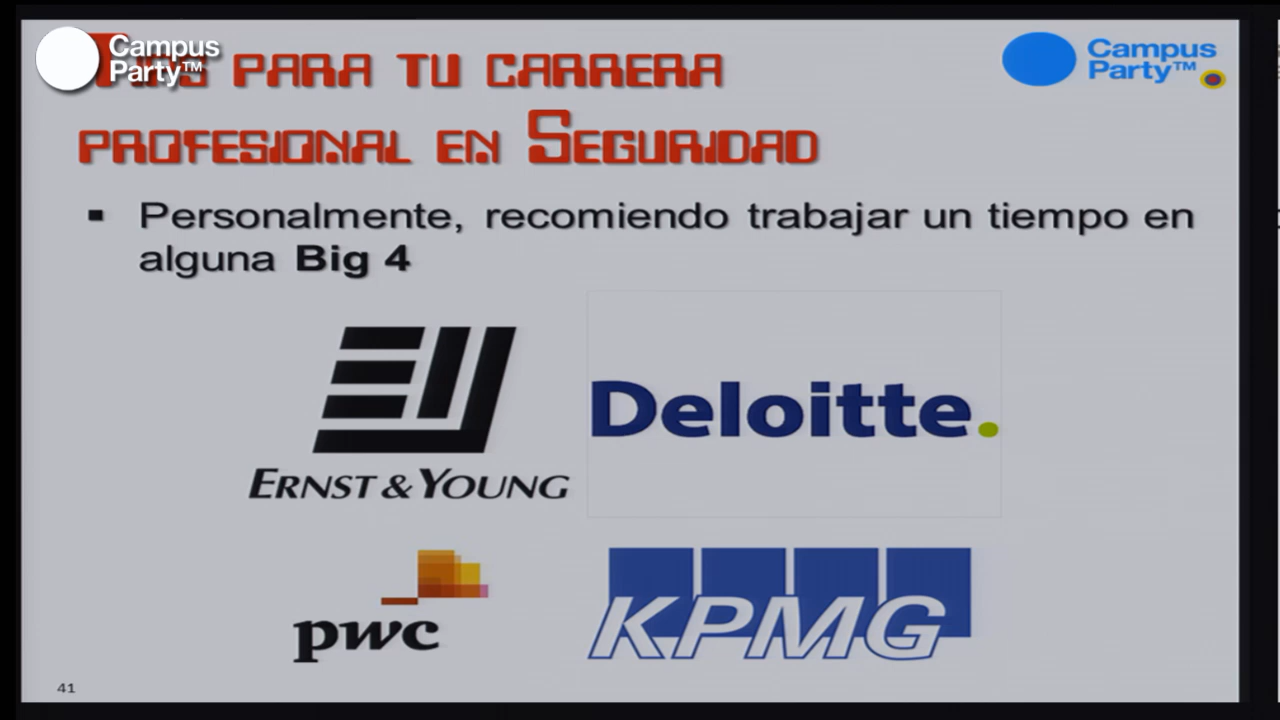 Campus
Party™
Campus
Party™
PARA TU CARRERA
PROFESIONAL EN SEGURIDAD
▪ Personalmente, recomiendo trabajar un tiempo en
alguna Big 4
ERNST & YOUNG
Deloitte.
pwc
KPMG
41